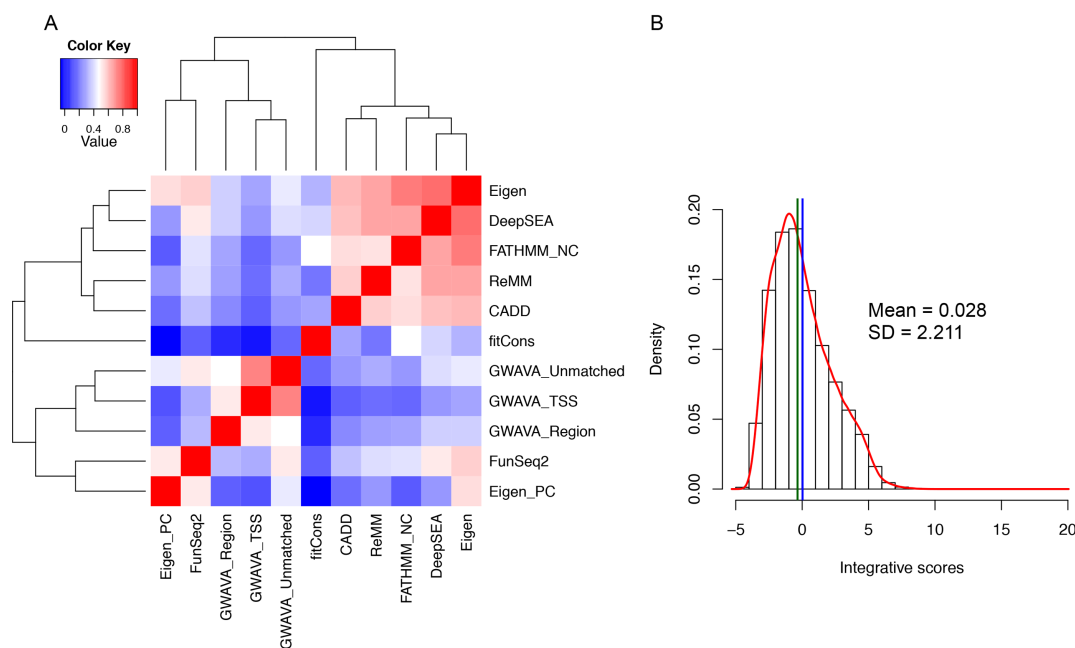 A
B
Color Key
0 0.4 0.8
Value
Eigen
DeepSEA
FATHMM_NC
ReMM
CADD
fitCons
GWAVA_Unmatched
GWAVA_TSS
GWAVA_Region
FunSeq2
Eigen_PC
Eigen_PC
FunSeq2
GWAVA_Region
GWAVA_TSS
GWAVA_Unmatched
fitCons
CADD
ReMM
FATHMM_NC
DeepSEA
Eigen
Density
0.20
0.15
0.10
0.05
0.00
Mean = 0.028
SD = 2.211
−5 0 5 10 15 20
Integrative scores